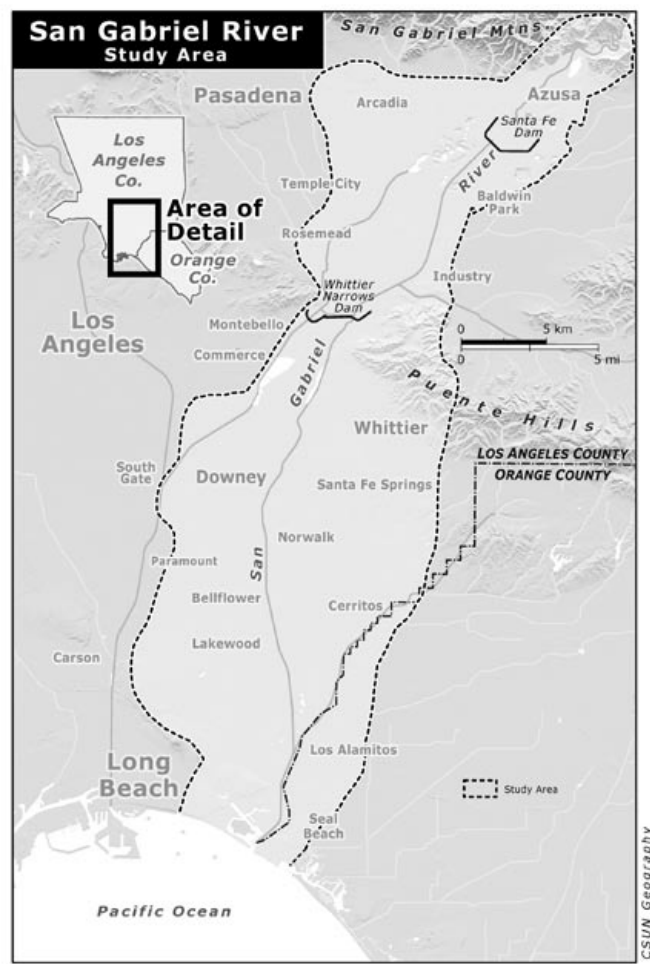 San Gabriel River
Study Area
San Gabriel Mtns.
Pasadena
Arcadia
Azusa
Santa Fe
Dam
Los
Angeles
Co.
River
Temple City
Baldwin
Park
Area of
Detail
Rosemead
Orange
Co.
Industry
Whittier
Narrows
Dam
Los
Angeles
Montebello
0 5 km
Commerce
0 5 mi
Gabriel
Puente Hills
Whittier
LOS ANGELES COUNTY
ORANGE COUNTY
South
Gate
Downey
Santa Fe Springs
Norwalk
San
Paramount
Bellflower
Cerritos
Lakewood
Carson
Los Alamitos
Long
Beach
Study Area
Seal
Beach
Pacific Ocean
CSUN Geography